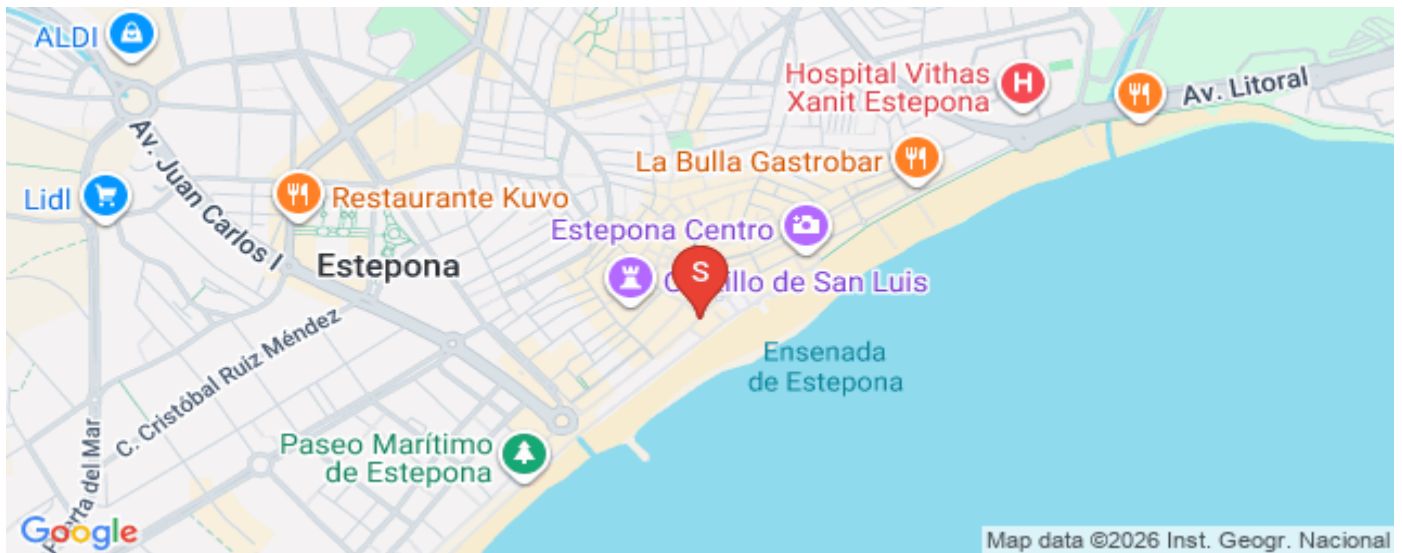 ALDI
Hospital Vithas
Xanit Estepona
H
Av. Litoral
La Bulla Gastrobar
Av. Juan Carlos I
Lidl
Restaurante Kuvo
Estepona Centro
Estepona
S
illo de San Luis
C. Cristóbal Ruiz Méndez
Ensenada
de Estepona
Paseo Marítimo
de Estepona
del Mar
Google
Map data ©2026 Inst. Geogr. Nacional